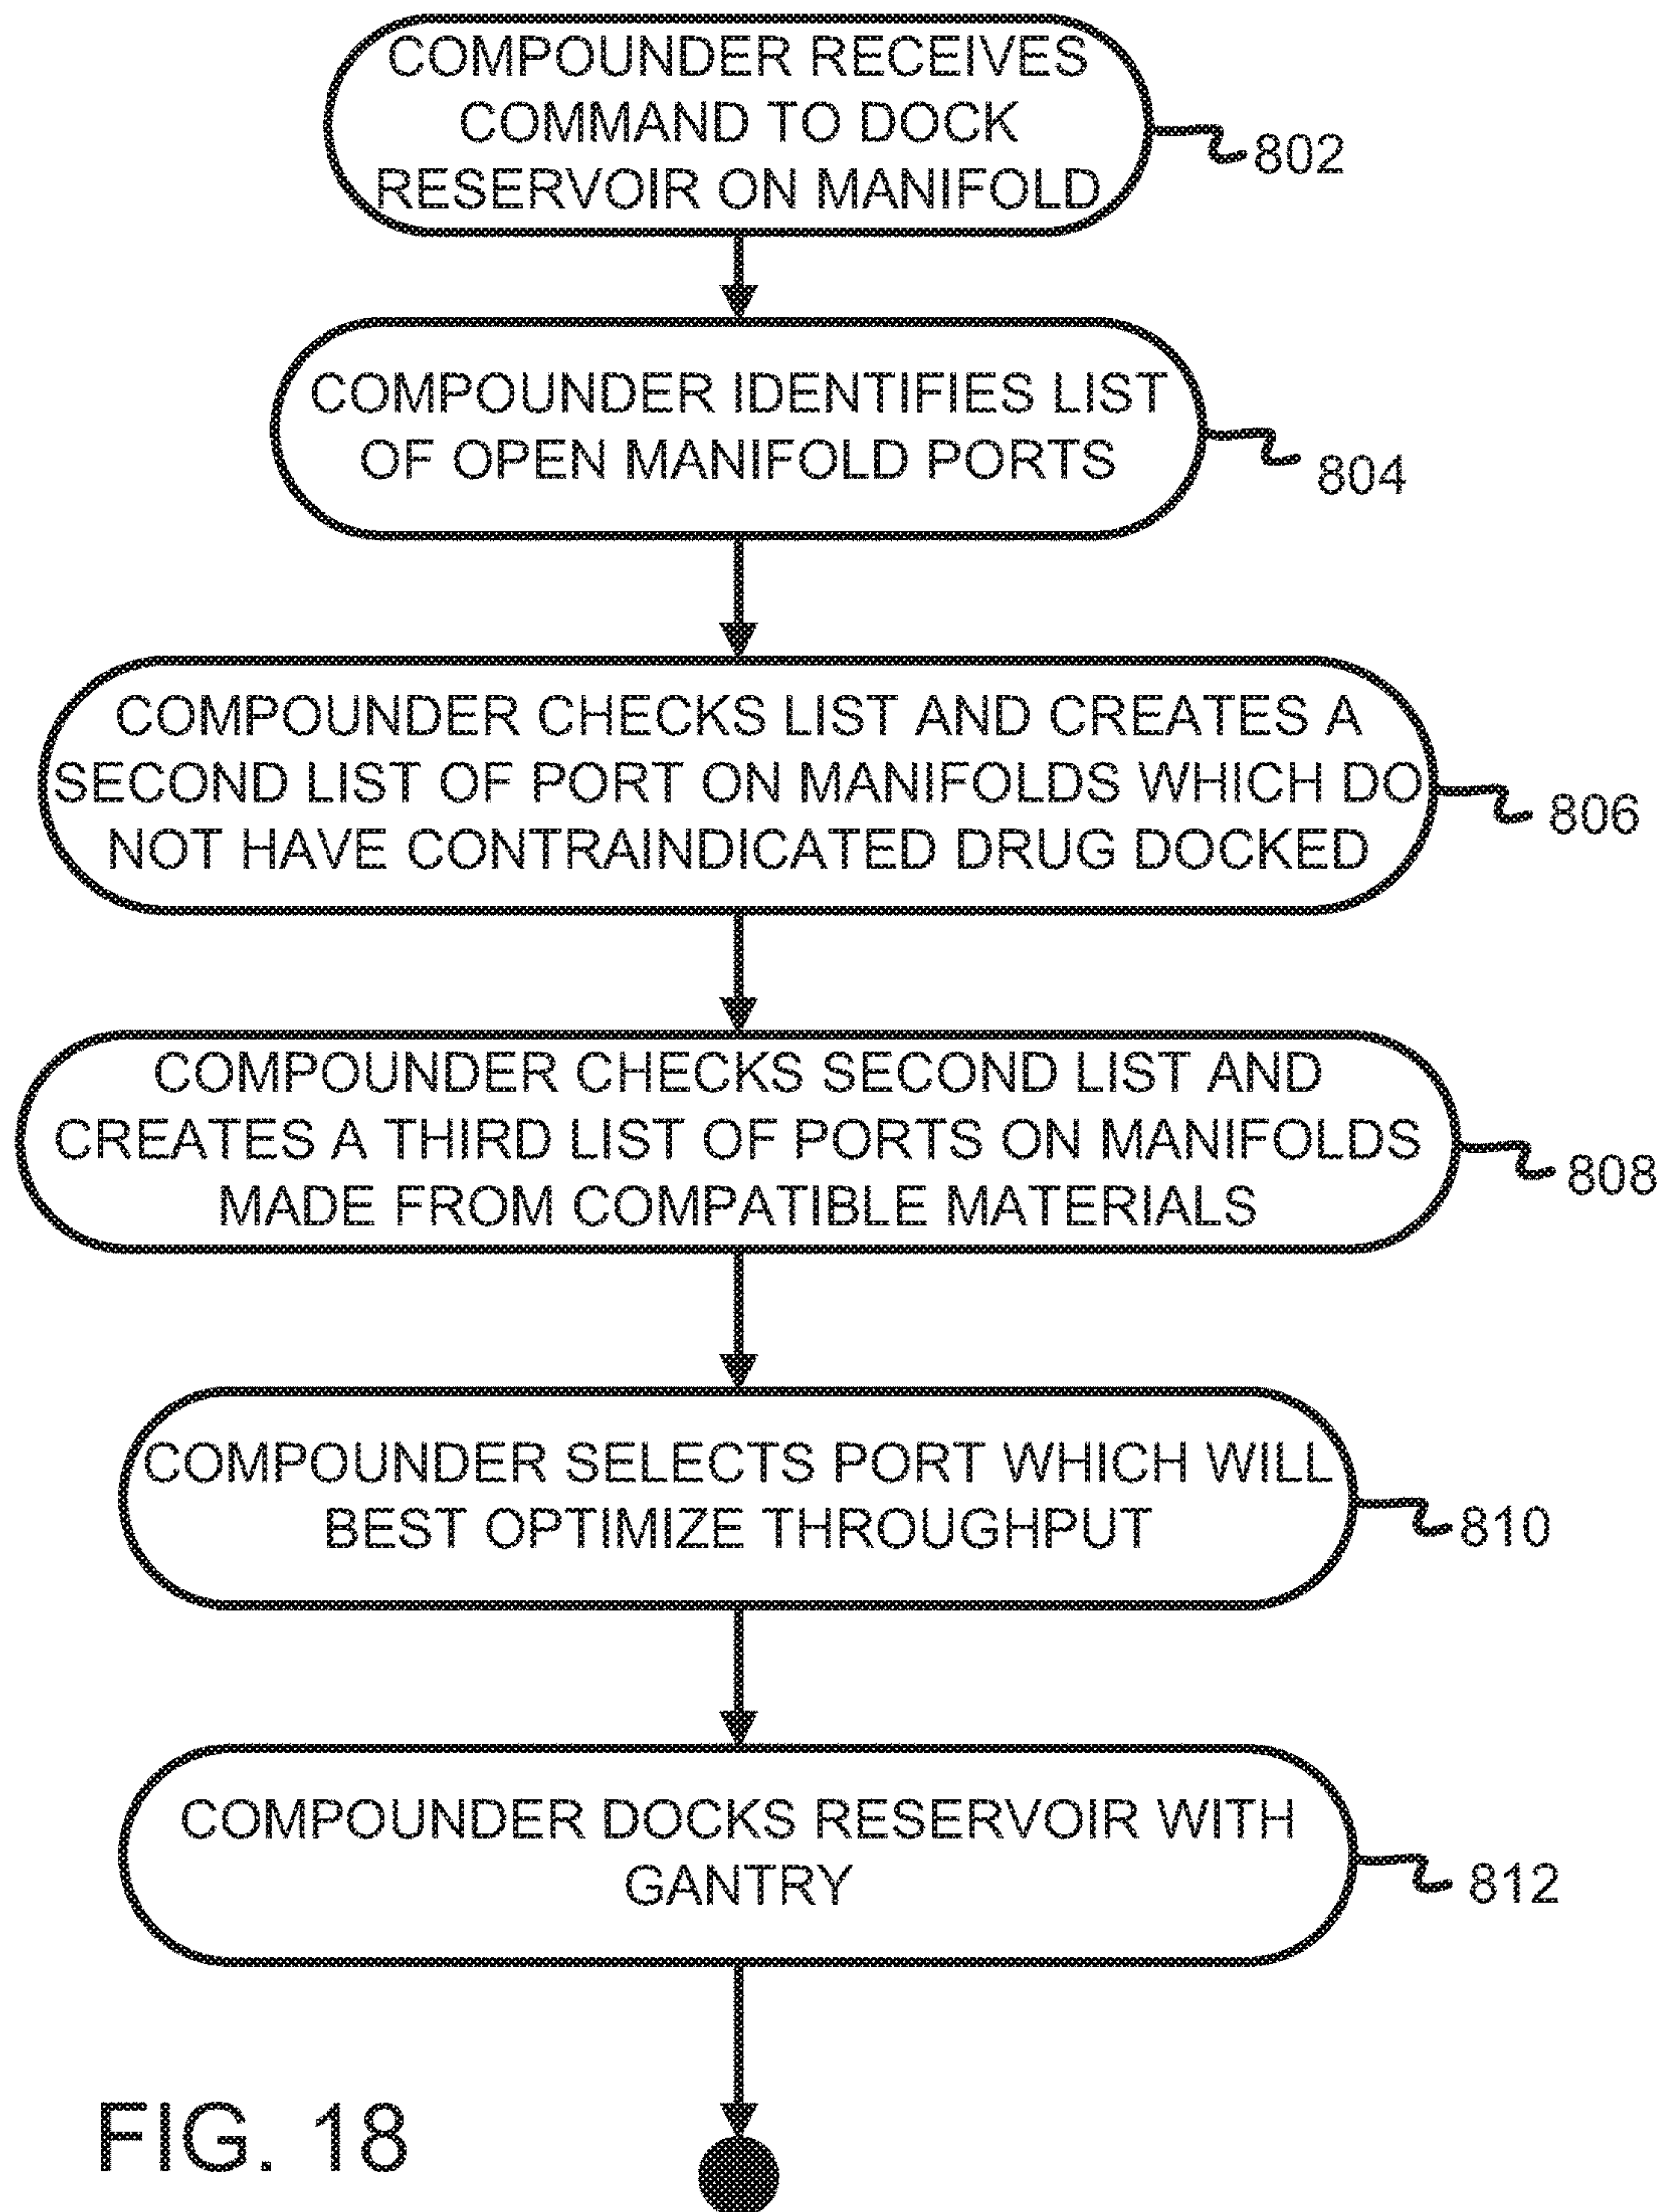 COMPOUNDER RECEIVES
COMMAND TO DOCK
RESERVOIR ON MANIFOLD
802
COMPOUNDER IDENTIFIES LIST
OF OPEN MANIFOLD PORTS
804
COMPOUNDER CHECKS LIST AND CREATES A
SECOND LIST OF PORT ON MANIFOLDS WHICH DO
NOT HAVE CONTRAINDICATED DRUG DOCKED
806
COMPOUNDER CHECKS SECOND LIST AND
CREATES A THIRD LIST OF PORTS ON MANIFOLDS
MADE FROM COMPATIBLE MATERIALS
808
COMPOUNDER SELECTS PORT WHICH WILL
BEST OPTIMIZE THROUGHPUT
810
COMPOUNDER DOCKS RESERVOIR WITH
GANTRY
812
FIG. 18